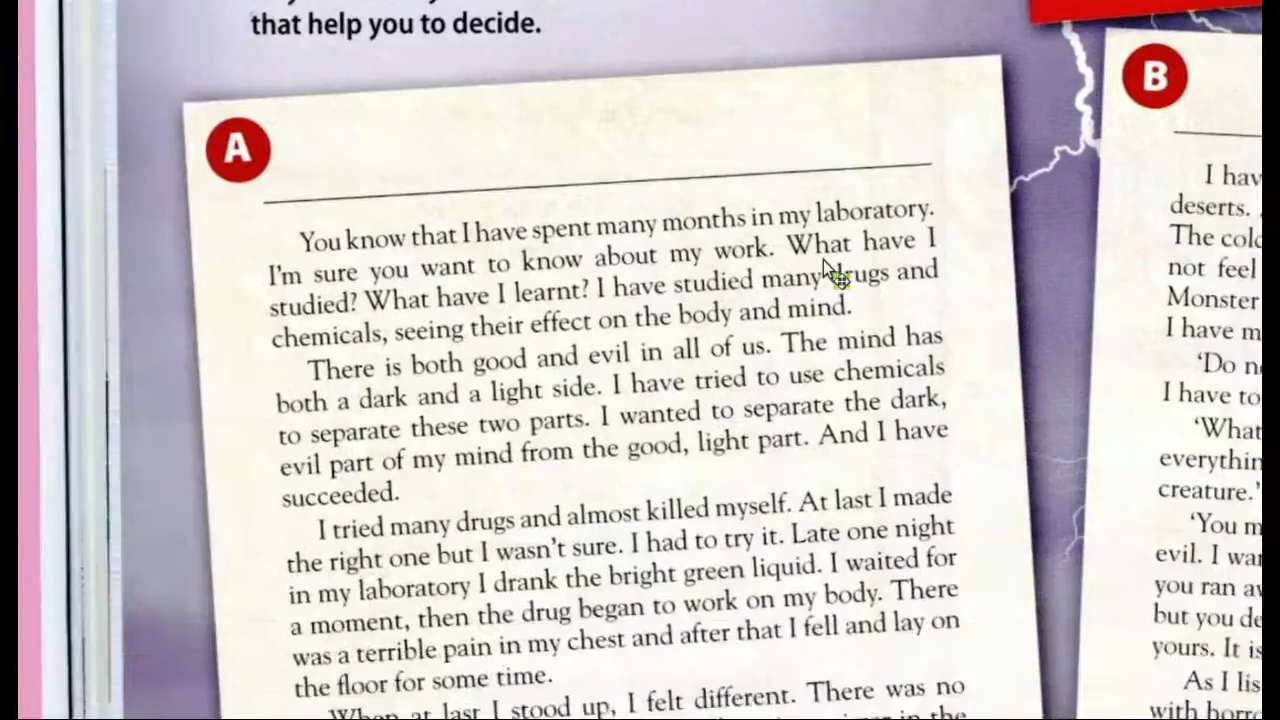 that help you to decide.
A
You know that I have spent many months in my laboratory.
I'm sure you want to know about my work. What have I
studied? What have I learnt? I have studied many drugs and
chemicals, seeing their effect on the body and mind.
There is both good and evil in all of us. The mind has
both a dark and a light side. I have tried to use chemicals
to separate these two parts. I wanted to separate the dark,
evil part of my mind from the good, light part. And I have
succeeded.
I tried many drugs and almost killed myself. At last I made
the right one but I wasn't sure. I had to try it. Late one night
in my laboratory I drank the bright green liquid. I waited for
a moment, then the drug began to work on my body. There
was a terrible pain in my chest and after that I fell and lay on
the floor for some time.
When at last I stood up, I felt different. There was no
in the
B
I hav
deserts.
The cold
not feel
Monster
I have m
'Do n
I have to
'What
everythin
creature.'
'You m
evil. I wa
you ran a
but you de
yours. It is
As I lis
with horro